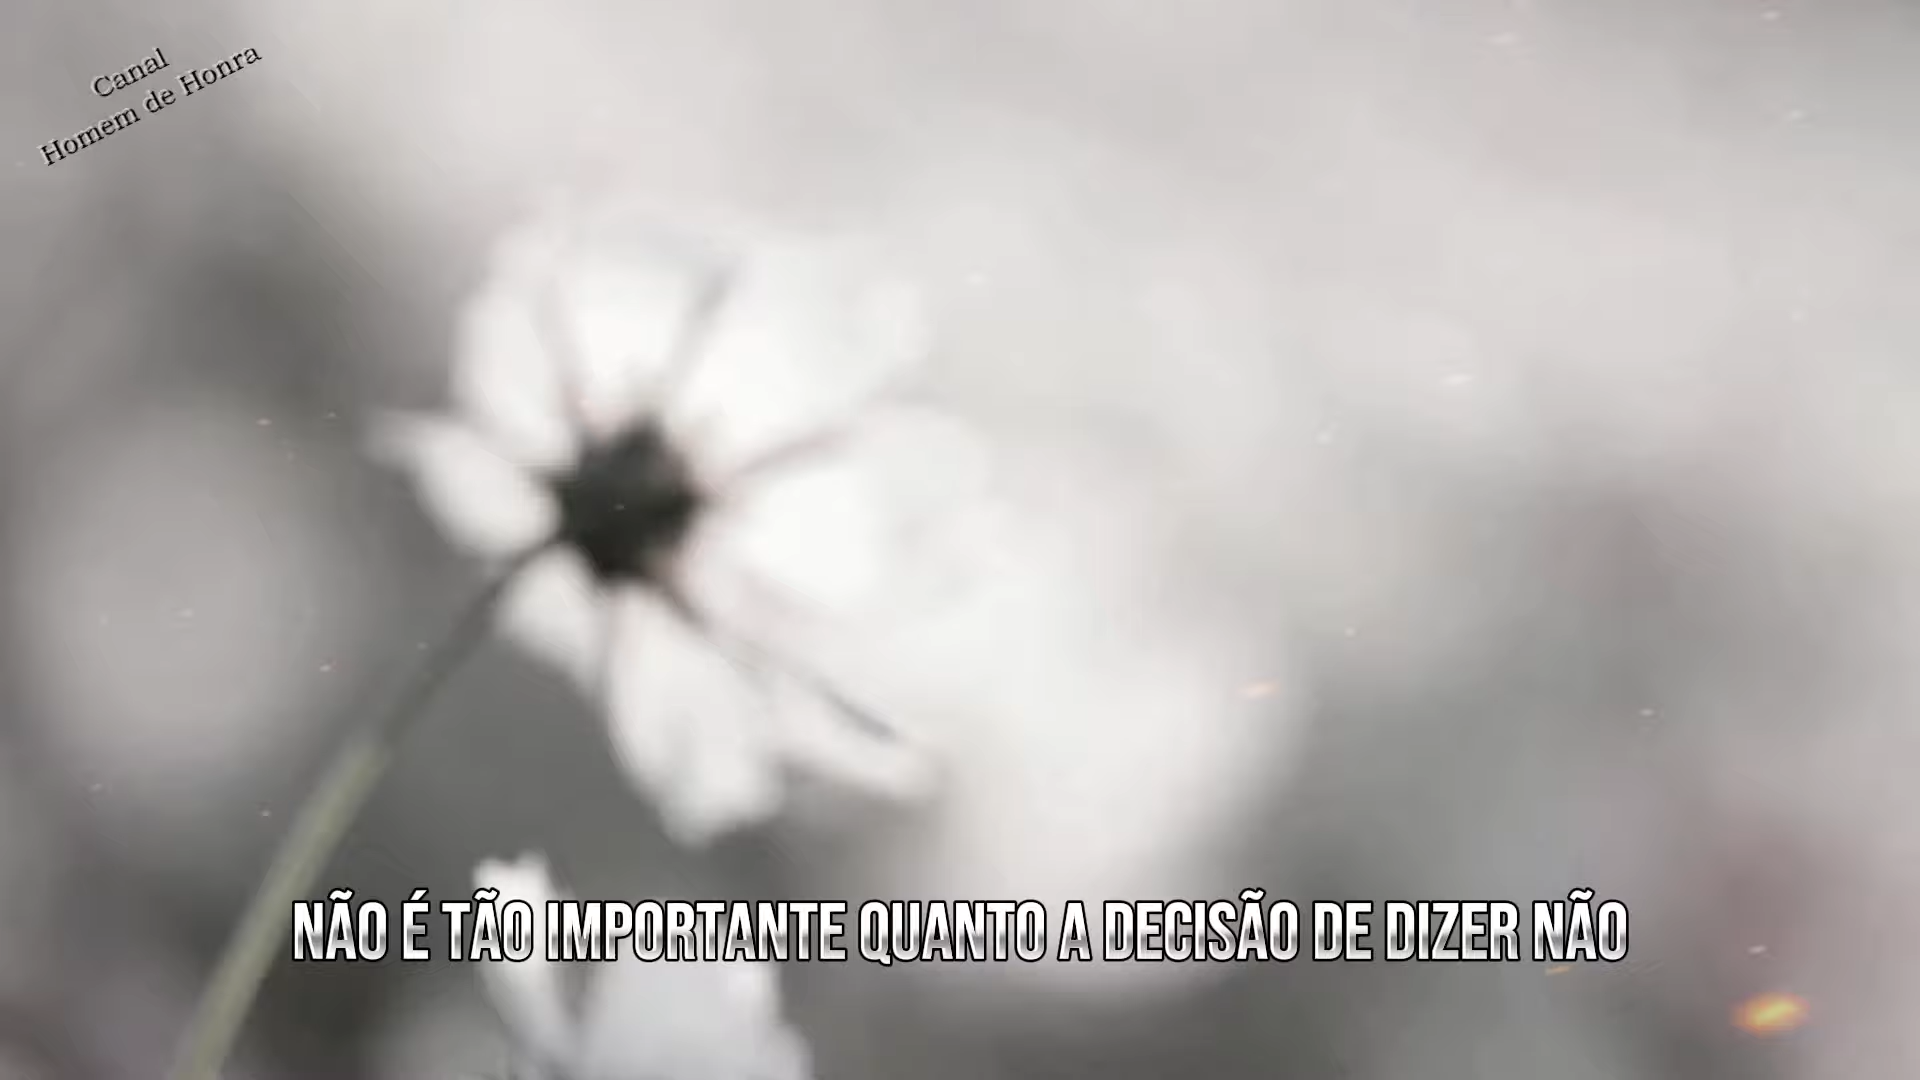 Canal
Homem de Honra
NÃO É TÃO IMPORTANTE QUANTO A DECISÃO DE DIZER NÃO